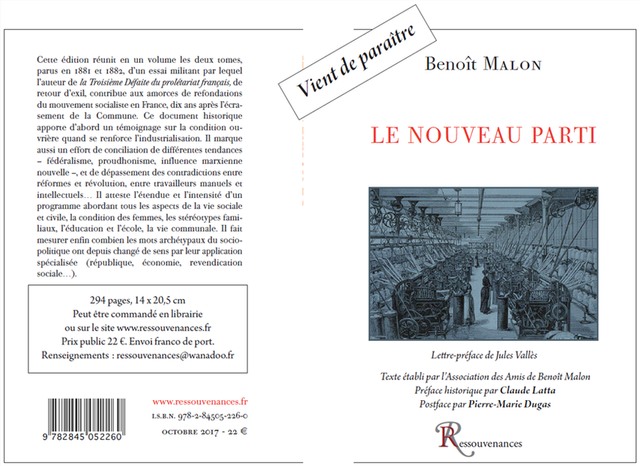 Cette édition réunit en un volume les deux tomes,
parus en 1881 et 1882, d'un essai militant par lequel
l'auteur de la Troisième Défaite du prolétariat français, de
retour d'exil, contribue aux amorces de refondations
du mouvement socialiste en France, dix ans après l'écra-
sement de la Commune. Ce document historique
apporte d'abord un témoignage sur la condition ou-
vrière quand se renforce l'industrialisation. Il marque
aussi un effort de conciliation de différentes tendances
– fédéralisme, proudhonisme, influence marxienne
nouvelle –, et de dépassement des contradictions entre
réformes et révolution, entre travailleurs manuels et
intellectuels… Il atteste l'étendue et l'intensité d'un
programme abordant tous les aspects de la vie sociale
et civile, la condition des femmes, les stéréotypes fami-
liaux, l'éducation et l'école, la vie communale. Il fait
mesurer enfin combien les mots archétypaux du socio-
politique ont depuis changé de sens par leur application
spécialisée (république, économie, revendication
sociale…).
294 pages, 14 x 20,5 cm
Peut être commandé en librairie
ou sur le site www.ressouvenances.fr
Prix public 22 €. Envoi franco de port.
Renseignements : ressouvenances@wanadoo.fr
www.ressouvenances.fr
I.S.B.N. 978-2-84505-226-0
OCTOBRE 2017 - 22 €
9 782845 052260
Vient de paraître
Benoît MALON
LE NOUVEAU PARTI
Lettre-préface de Jules Vallès
Texte établi par l'Association des Amis de Benoît Malon
Préface historique par Claude Latta
Postface par Pierre-Marie Dugas
Ressouvenances